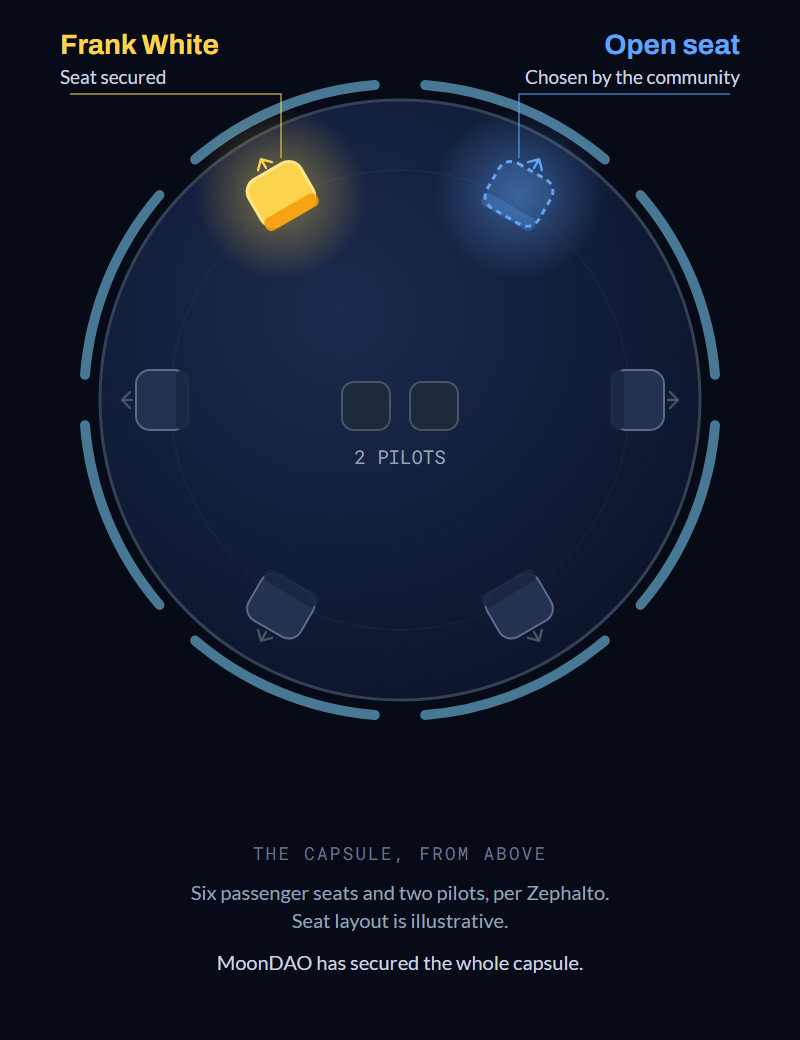 Frank White
Seat secured
Open seat
Chosen by the community
2 PILOTS
THE CAPSULE, FROM ABOVE
Six passenger seats and two pilots, per Zephalto.
Seat layout is illustrative.
MoonDAO has secured the whole capsule.